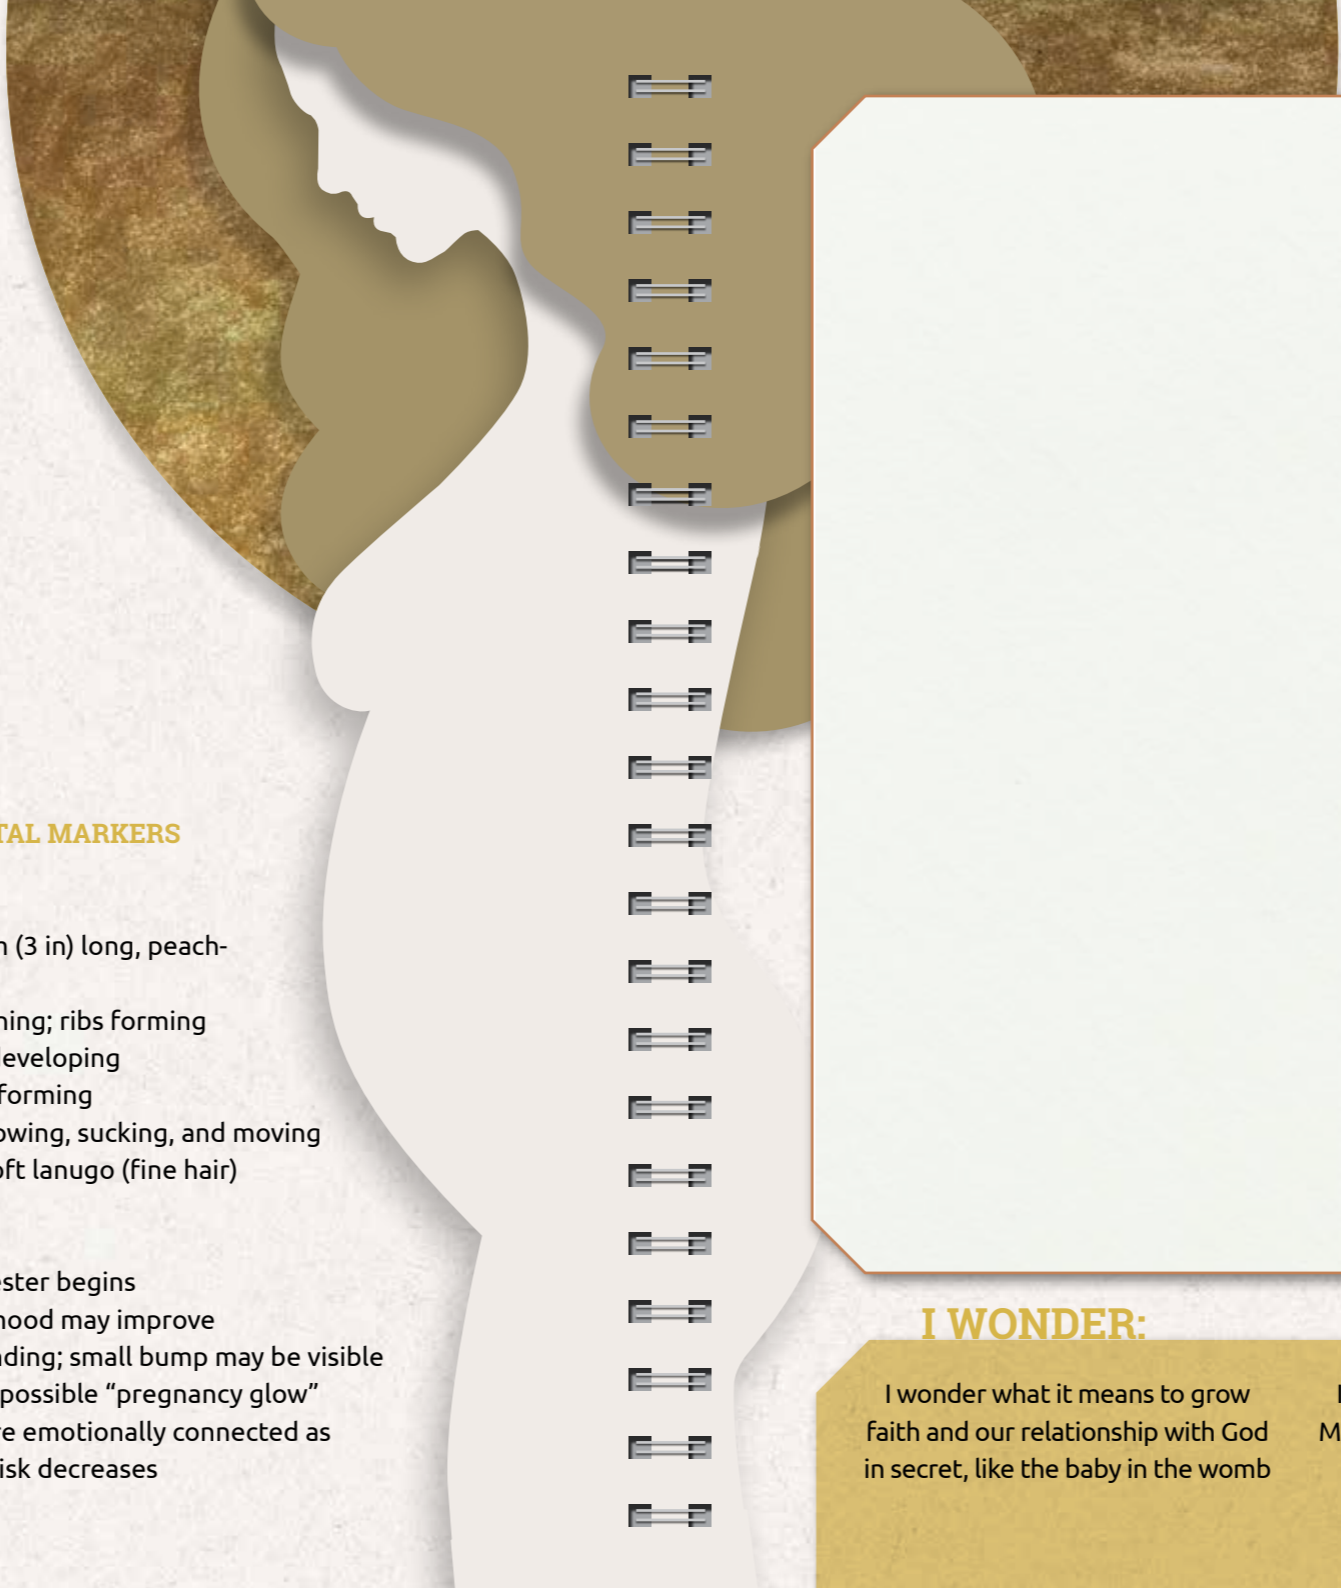 TAL MARKERS
(3 in) long, peach-
ning; ribs forming
developing
forming
owing, sucking, and moving
oft lanugo (fine hair)
ester begins
mood may improve
nding; small bump may be visible
possible “pregnancy glow”
re emotionally connected as
risk decreases
I WONDER:
I wonder what it means to grow
faith and our relationship with God
in secret, like the baby in the womb
M